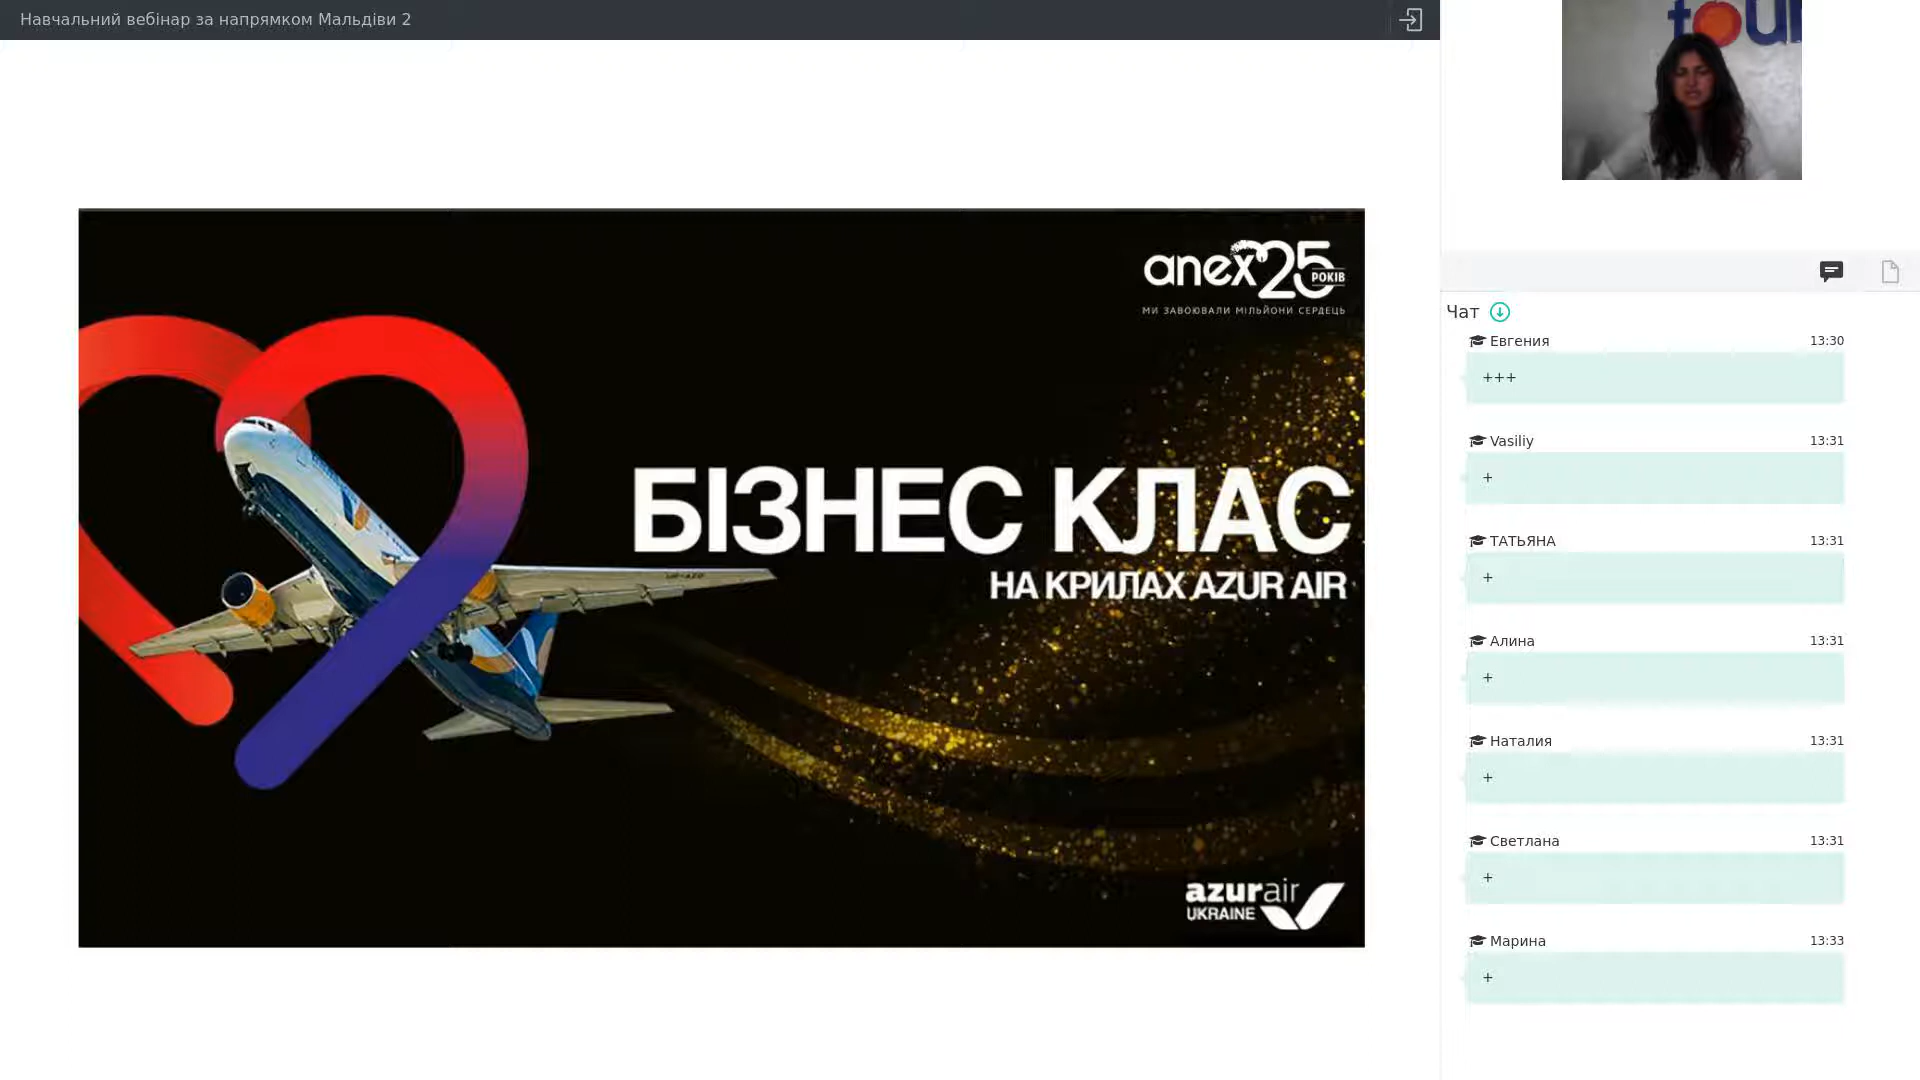 Навчальний вебінар за напрямком Мальдіви 2
tour
anex 25 РОКІВ
МИ ЗАВОЮВАЛИ МІЛЬЙОНИ СЕРДЕЦЬ
БІЗНЕС КЛАС
НА КРИЛАХ AZUR AIR
azurair
UKRAINE
Чат
Евгения 13:30
+++
Vasiliy 13:31
+
ТАТЬЯНА 13:31
+
Алина 13:31
+
Наталия 13:31
+
Светлана 13:31
+
Марина 13:33
+